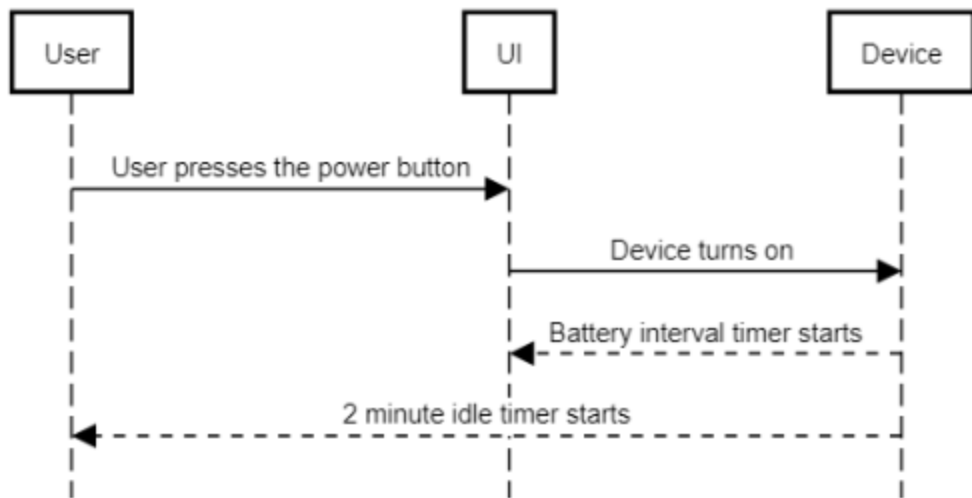 User
UI
Device
User presses the power button
Device turns on
Battery interval timer starts
2 minute idle timer starts